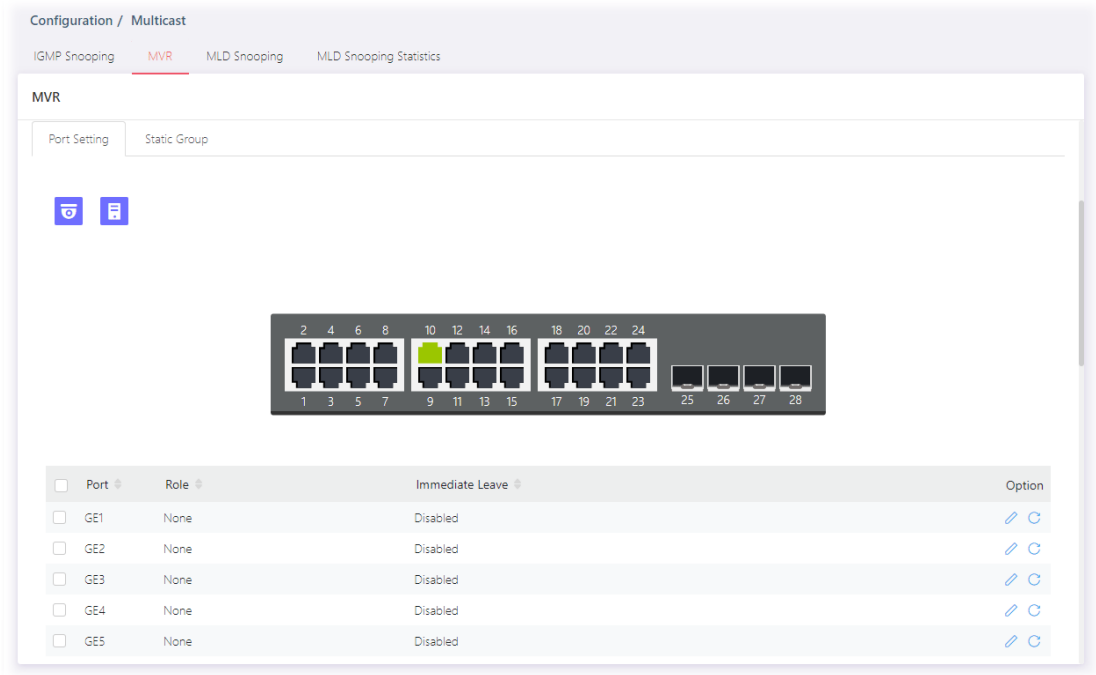 Configuration / Multicast
IGMP Snooping MVR MLD Snooping MLD Snooping Statistics
MVR
Port Setting Static Group
2 4 6 8 10 12 14 16 18 20 22 24
1 3 5 7 9 11 13 15 17 19 21 23 25 26 27 28
Port Role Immediate Leave Option
GE1 None Disabled
GE2 None Disabled
GE3 None Disabled
GE4 None Disabled
GE5 None Disabled